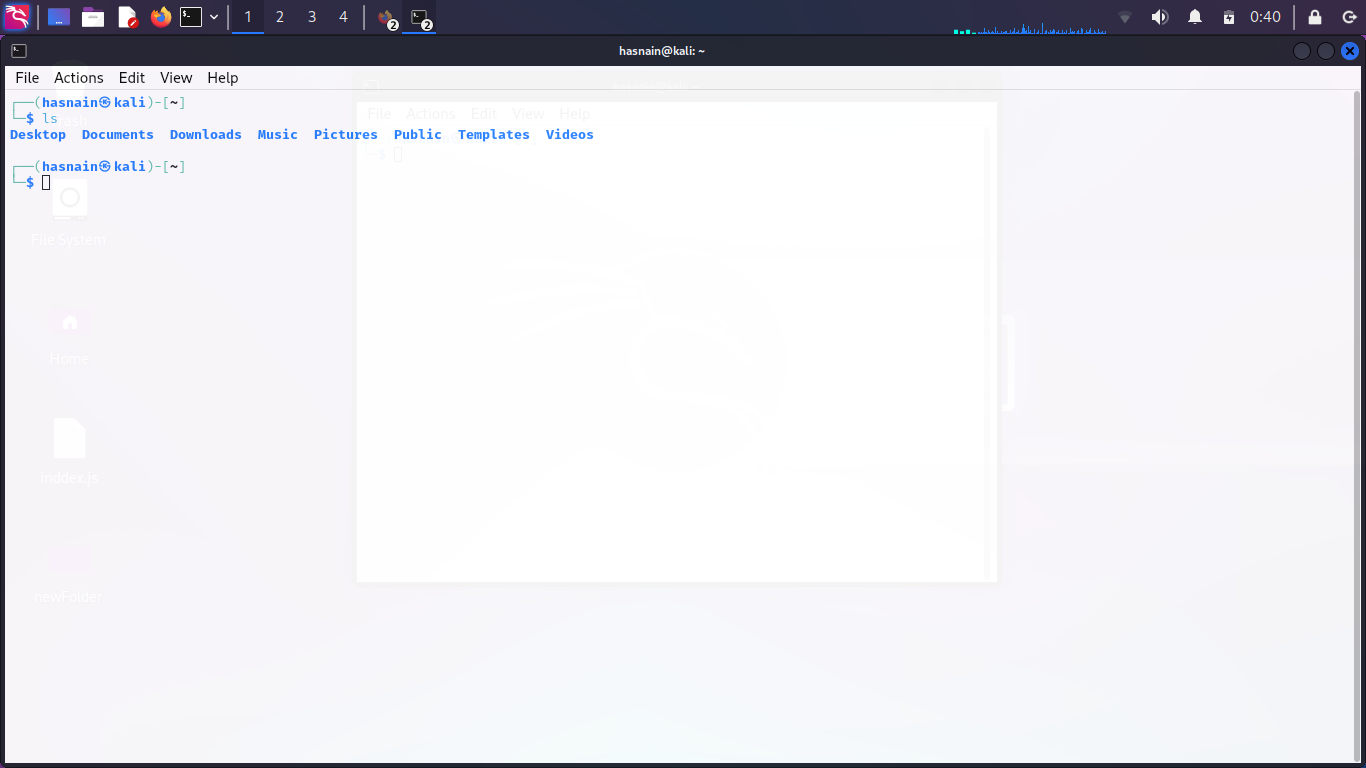 1 2 3 4 2 2 0:40
hasnain@kali: ~
File Actions Edit View Help
┌──(hasnain㉿kali)-[~]
└─$ ls
Desktop Documents Downloads Music Pictures Public Templates Videos
┌──(hasnain㉿kali)-[~]
└─$
File Actions Edit View Help
$
File System
Home
inddex.js
newFolder